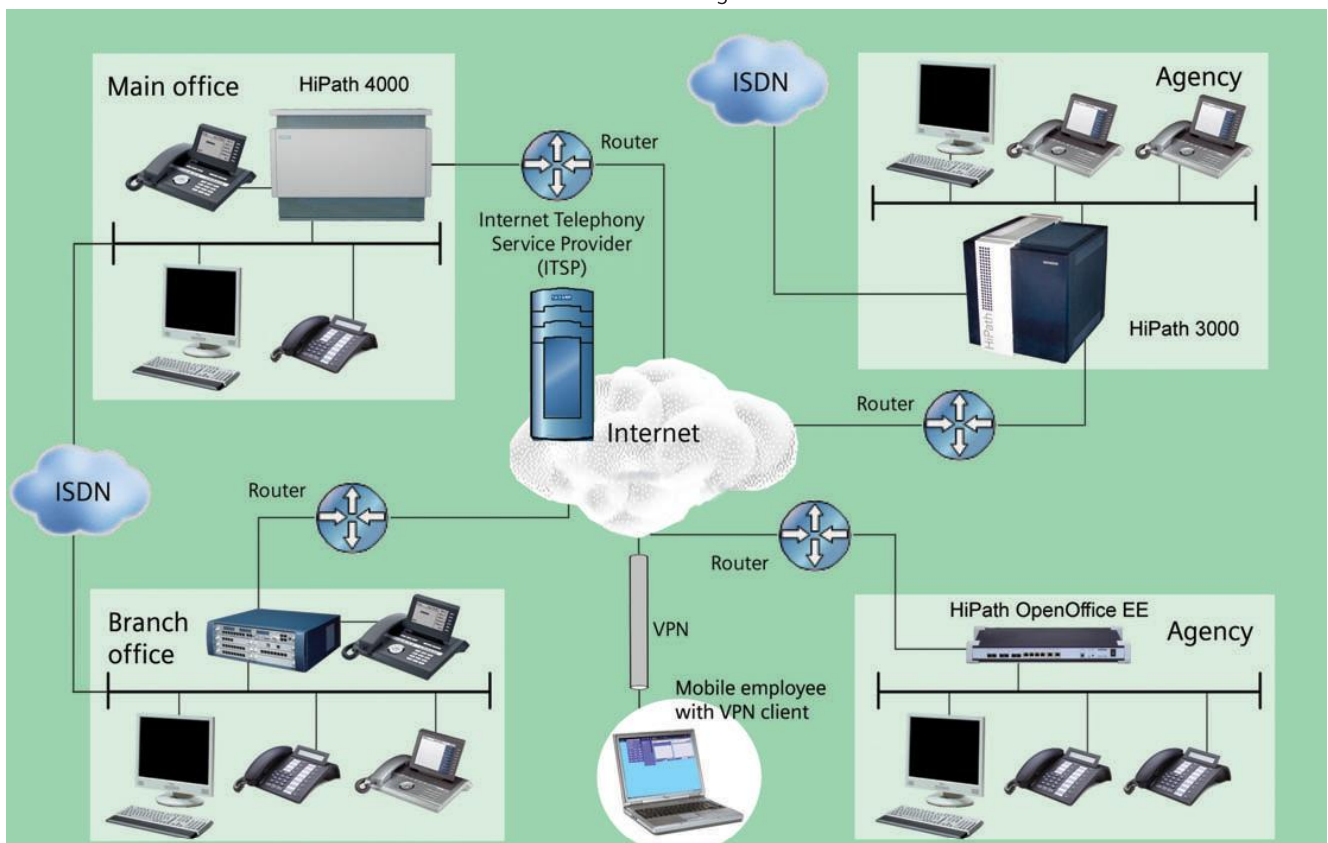 g
Main office
HiPath 4000
Router
Internet Telephony
Service Provider
(ITSP)
ISDN
Agency
HiPath
HiPath 3000
Router
Internet
ISDN
Router
Router
Branch
office
VPN
Mobile employee
with VPN client
HiPath OpenOffice EE
Agency